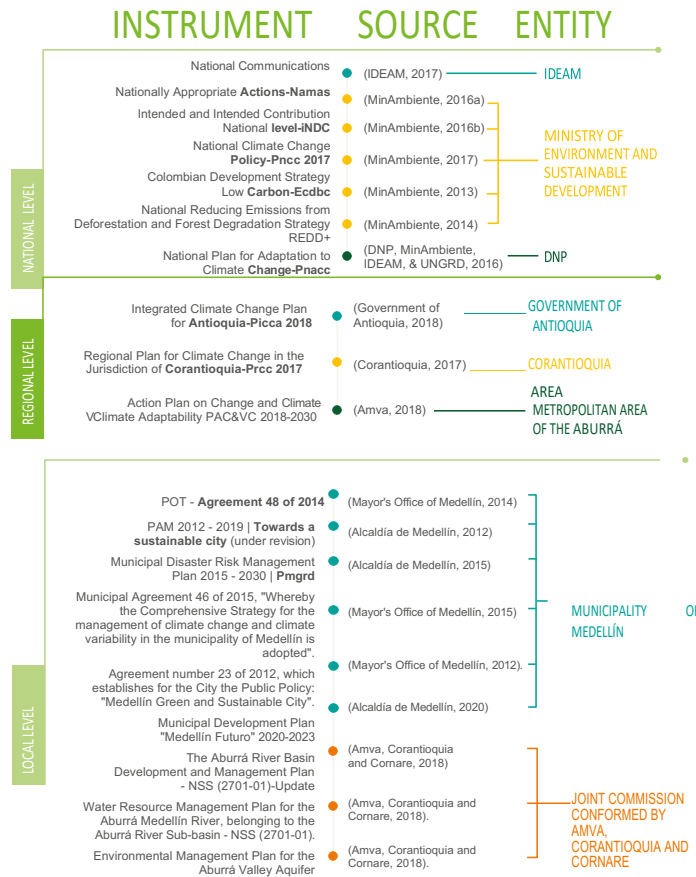 INSTRUMENT SOURCE ENTITY
NATIONAL LEVEL
National Communications
(IDEAM, 2017)
IDEAM
Nationally Appropriate Actions-Namas
(MinAmbiente, 2016a)
Intended and Intended Contribution
National level-iNDC
(MinAmbiente, 2016b)
National Climate Change
Policy-Pncc 2017
(MinAmbiente, 2017)
Colombian Development Strategy
Low Carbon-Ecdbc
(MinAmbiente, 2013)
National Reducing Emissions from
Deforestation and Forest Degradation Strategy
REDD+
(MinAmbiente, 2014)
MINISTRY OF
ENVIRONMENT AND
SUSTAINABLE
DEVELOPMENT
National Plan for Adaptation to
Climate Change-Pnacc
(DNP, MinAmbiente,
IDEAM, & UNGRD, 2016)
DNP
REGIONAL LEVEL
Integrated Climate Change Plan
for Antioquia-Picca 2018
(Government of
Antioquia, 2018)
GOVERNMENT OF
ANTIOQUIA
Regional Plan for Climate Change in the
Jurisdiction of Corantioquia-Prcc 2017
(Corantioquia, 2017)
CORANTIOQUIA
Action Plan on Change and Climate
VClimate Adaptability PAC&VC 2018-2030
(Amva, 2018)
AREA
METROPOLITAN AREA
OF THE ABURRÁ
LOCAL LEVEL
POT - Agreement 48 of 2014
(Mayor's Office of Medellín, 2014)
PAM 2012 - 2019 | Towards a
sustainable city (under revision)
(Alcaldía de Medellín, 2012)
Municipal Disaster Risk Management
Plan 2015 - 2030 | Pmgrd
(Alcaldía de Medellín, 2015)
Municipal Agreement 46 of 2015, "Whereby
the Comprehensive Strategy for the
management of climate change and climate
variability in the municipality of Medellín is
adopted".
(Mayor's Office of Medellín, 2015)
Agreement number 23 of 2012, which
establishes for the City the Public Policy:
"Medellín Green and Sustainable City".
(Mayor's Office of Medellín, 2012).
Municipal Development Plan
"Medellín Futuro" 2020-2023
(Alcaldía de Medellín, 2020)
MUNICIPALITY
MEDELLÍN
The Aburrá River Basin
Development and Management Plan
- NSS (2701-01)-Update
(Amva, Corantioquia
and Cornare, 2018)
Water Resource Management Plan for the
Aburrá Medellín River, belonging to the
Aburrá River Sub-basin - NSS (2701-01).
(Amva, Corantioquia and
Cornare, 2018).
Environmental Management Plan for the
Aburrá Valley Aquifer
(Amva, Corantioquia and
Cornare, 2018).
JOINT COMMISSION
CONFORMED BY
AMVA,
CORANTIOQUIA AND
CORNARE